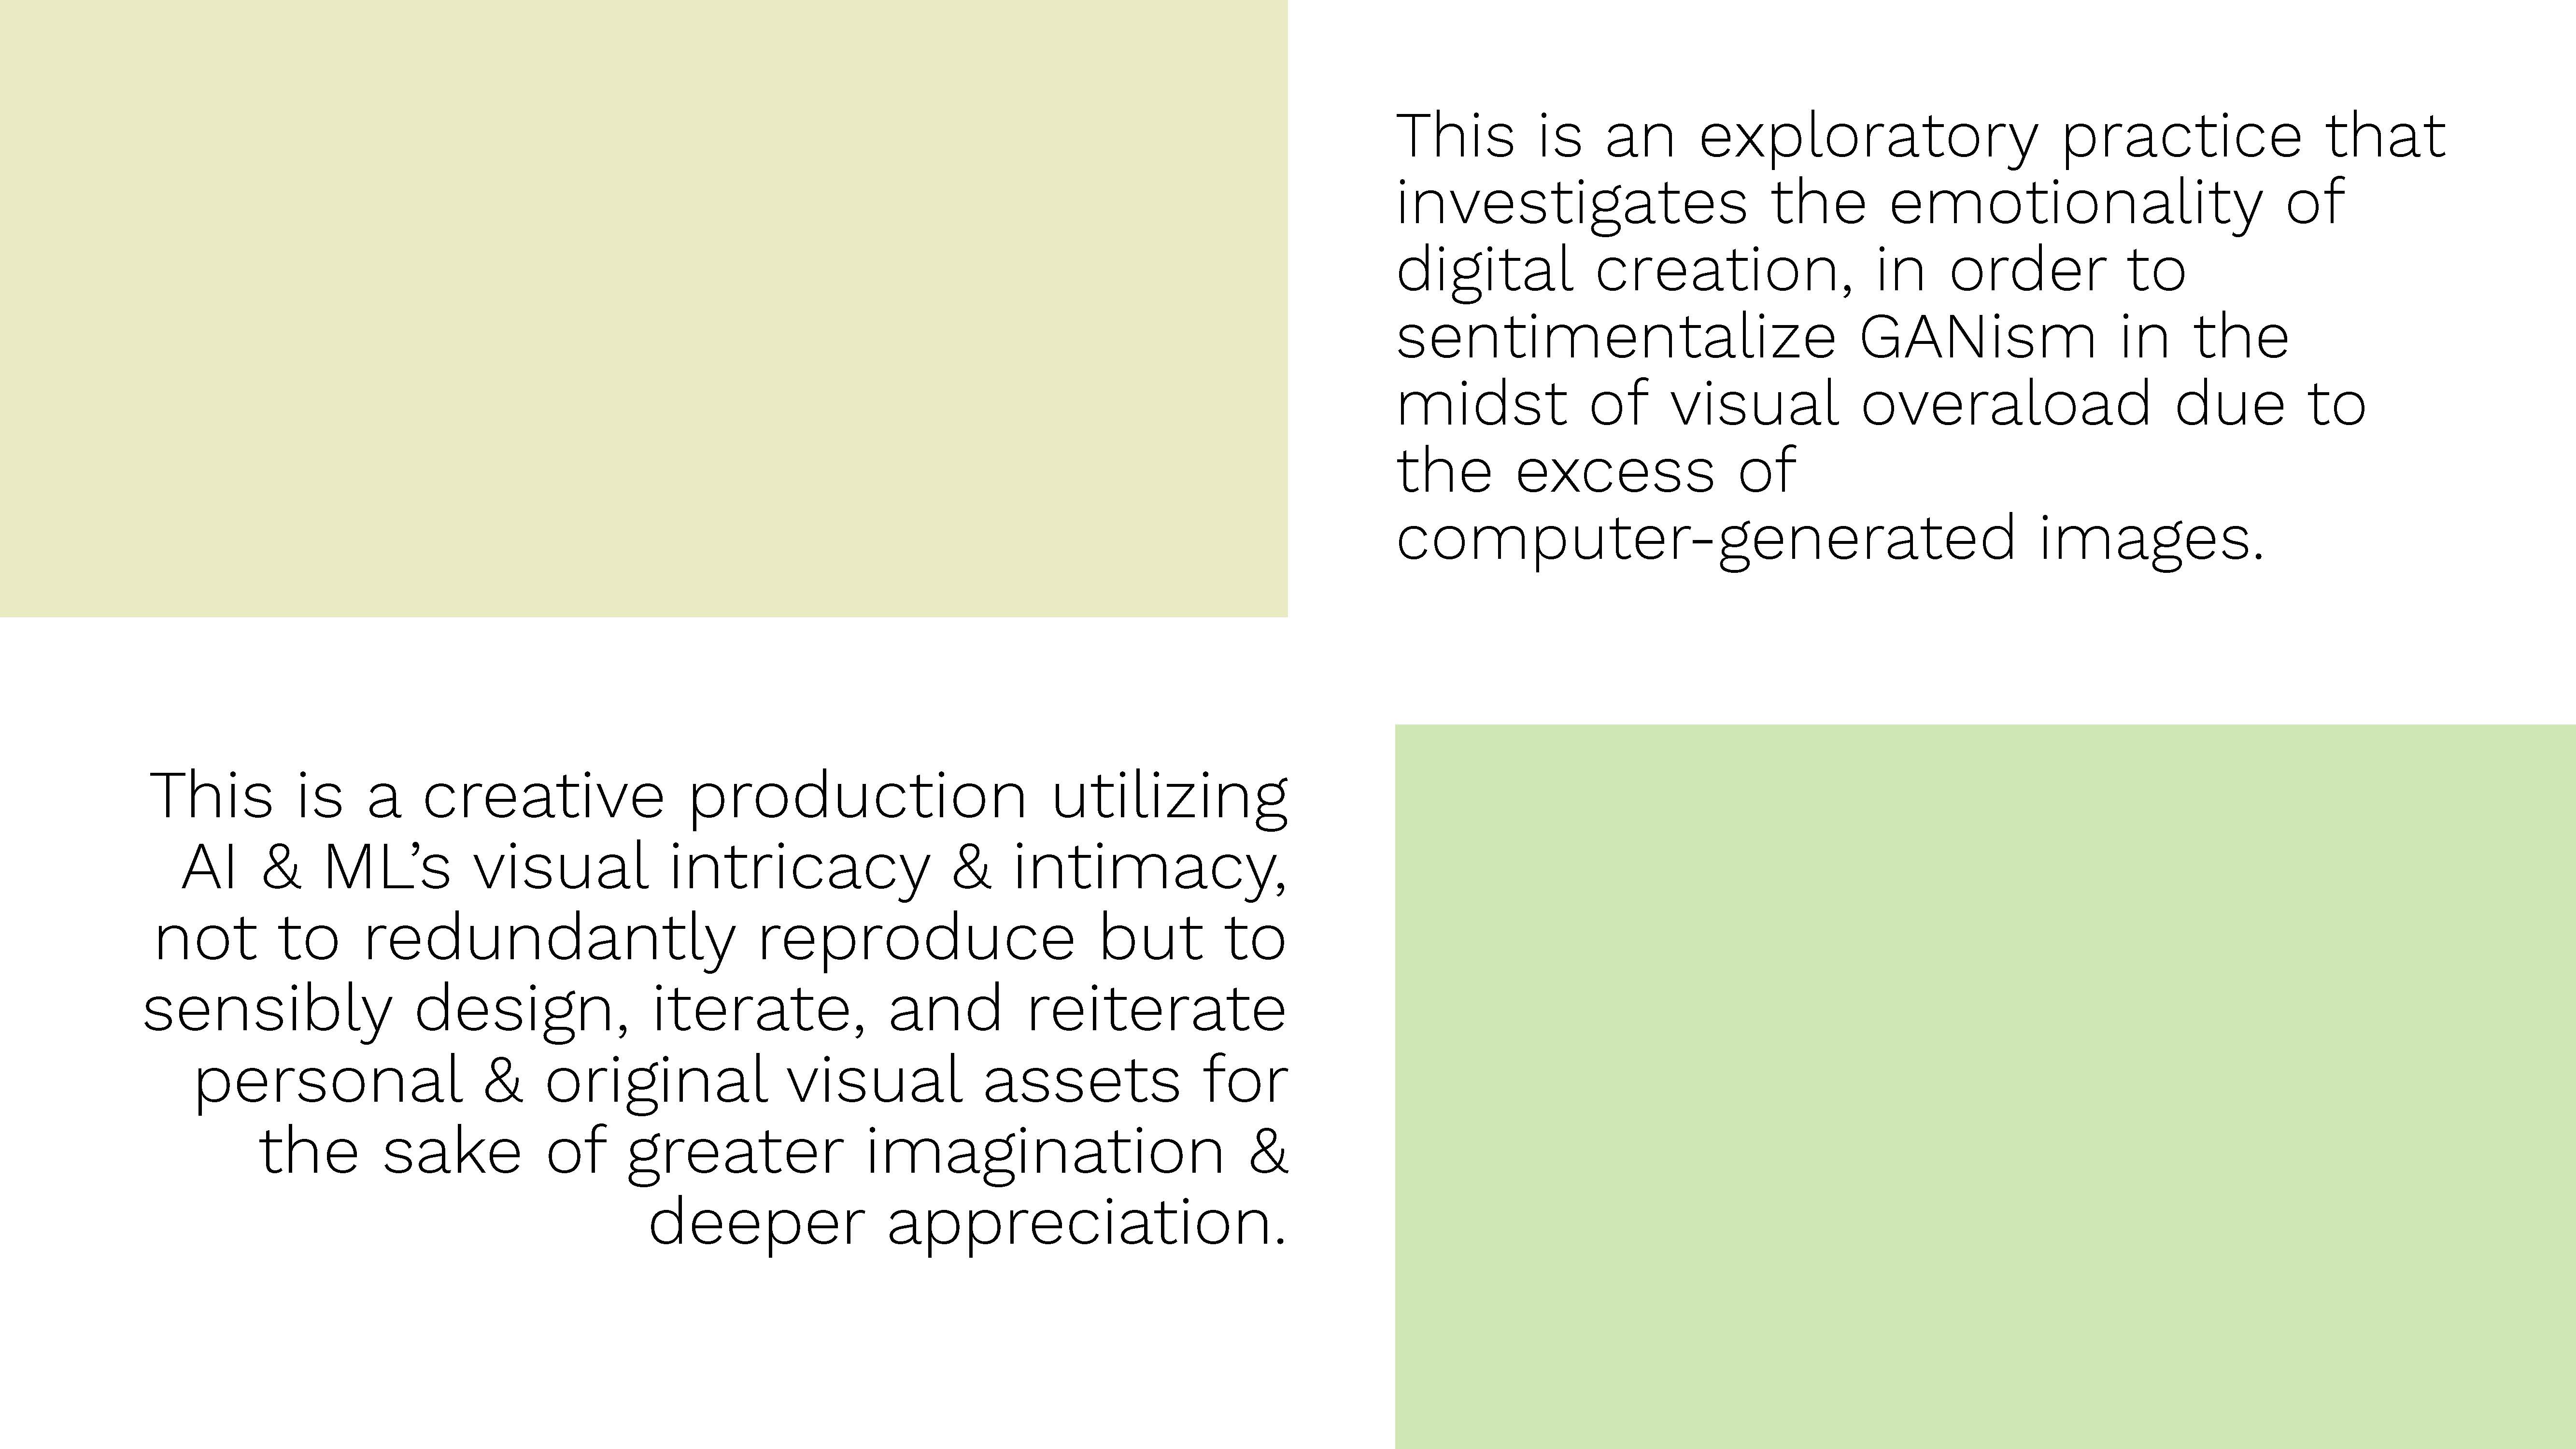 This is an exploratory practice that
investigates the emotionality of
digital creation, in order to
sentimentalize GANism in the
midst of visual overaload due to
the excess of
computer-generated images.
This is a creative production utilizing
AI & ML’s visual intricacy & intimacy,
not to redundantly reproduce but to
sensibly design, iterate, and reiterate
personal & original visual assets for
the sake of greater imagination &
deeper appreciation.